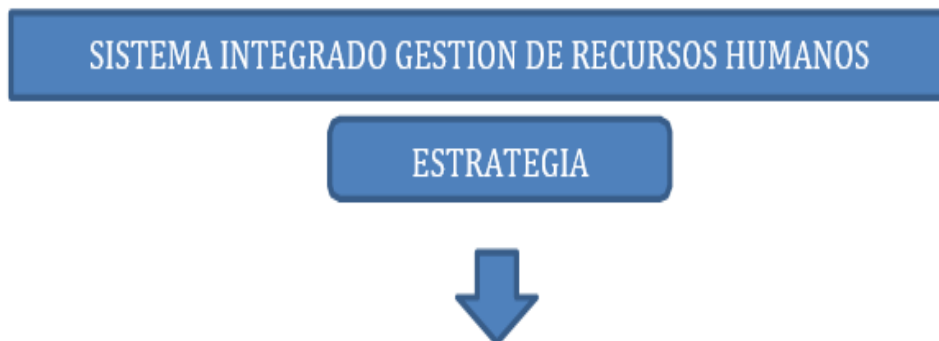 SISTEMA INTEGRADO GESTION DE RECURSOS HUMANOS
ESTRATEGIA